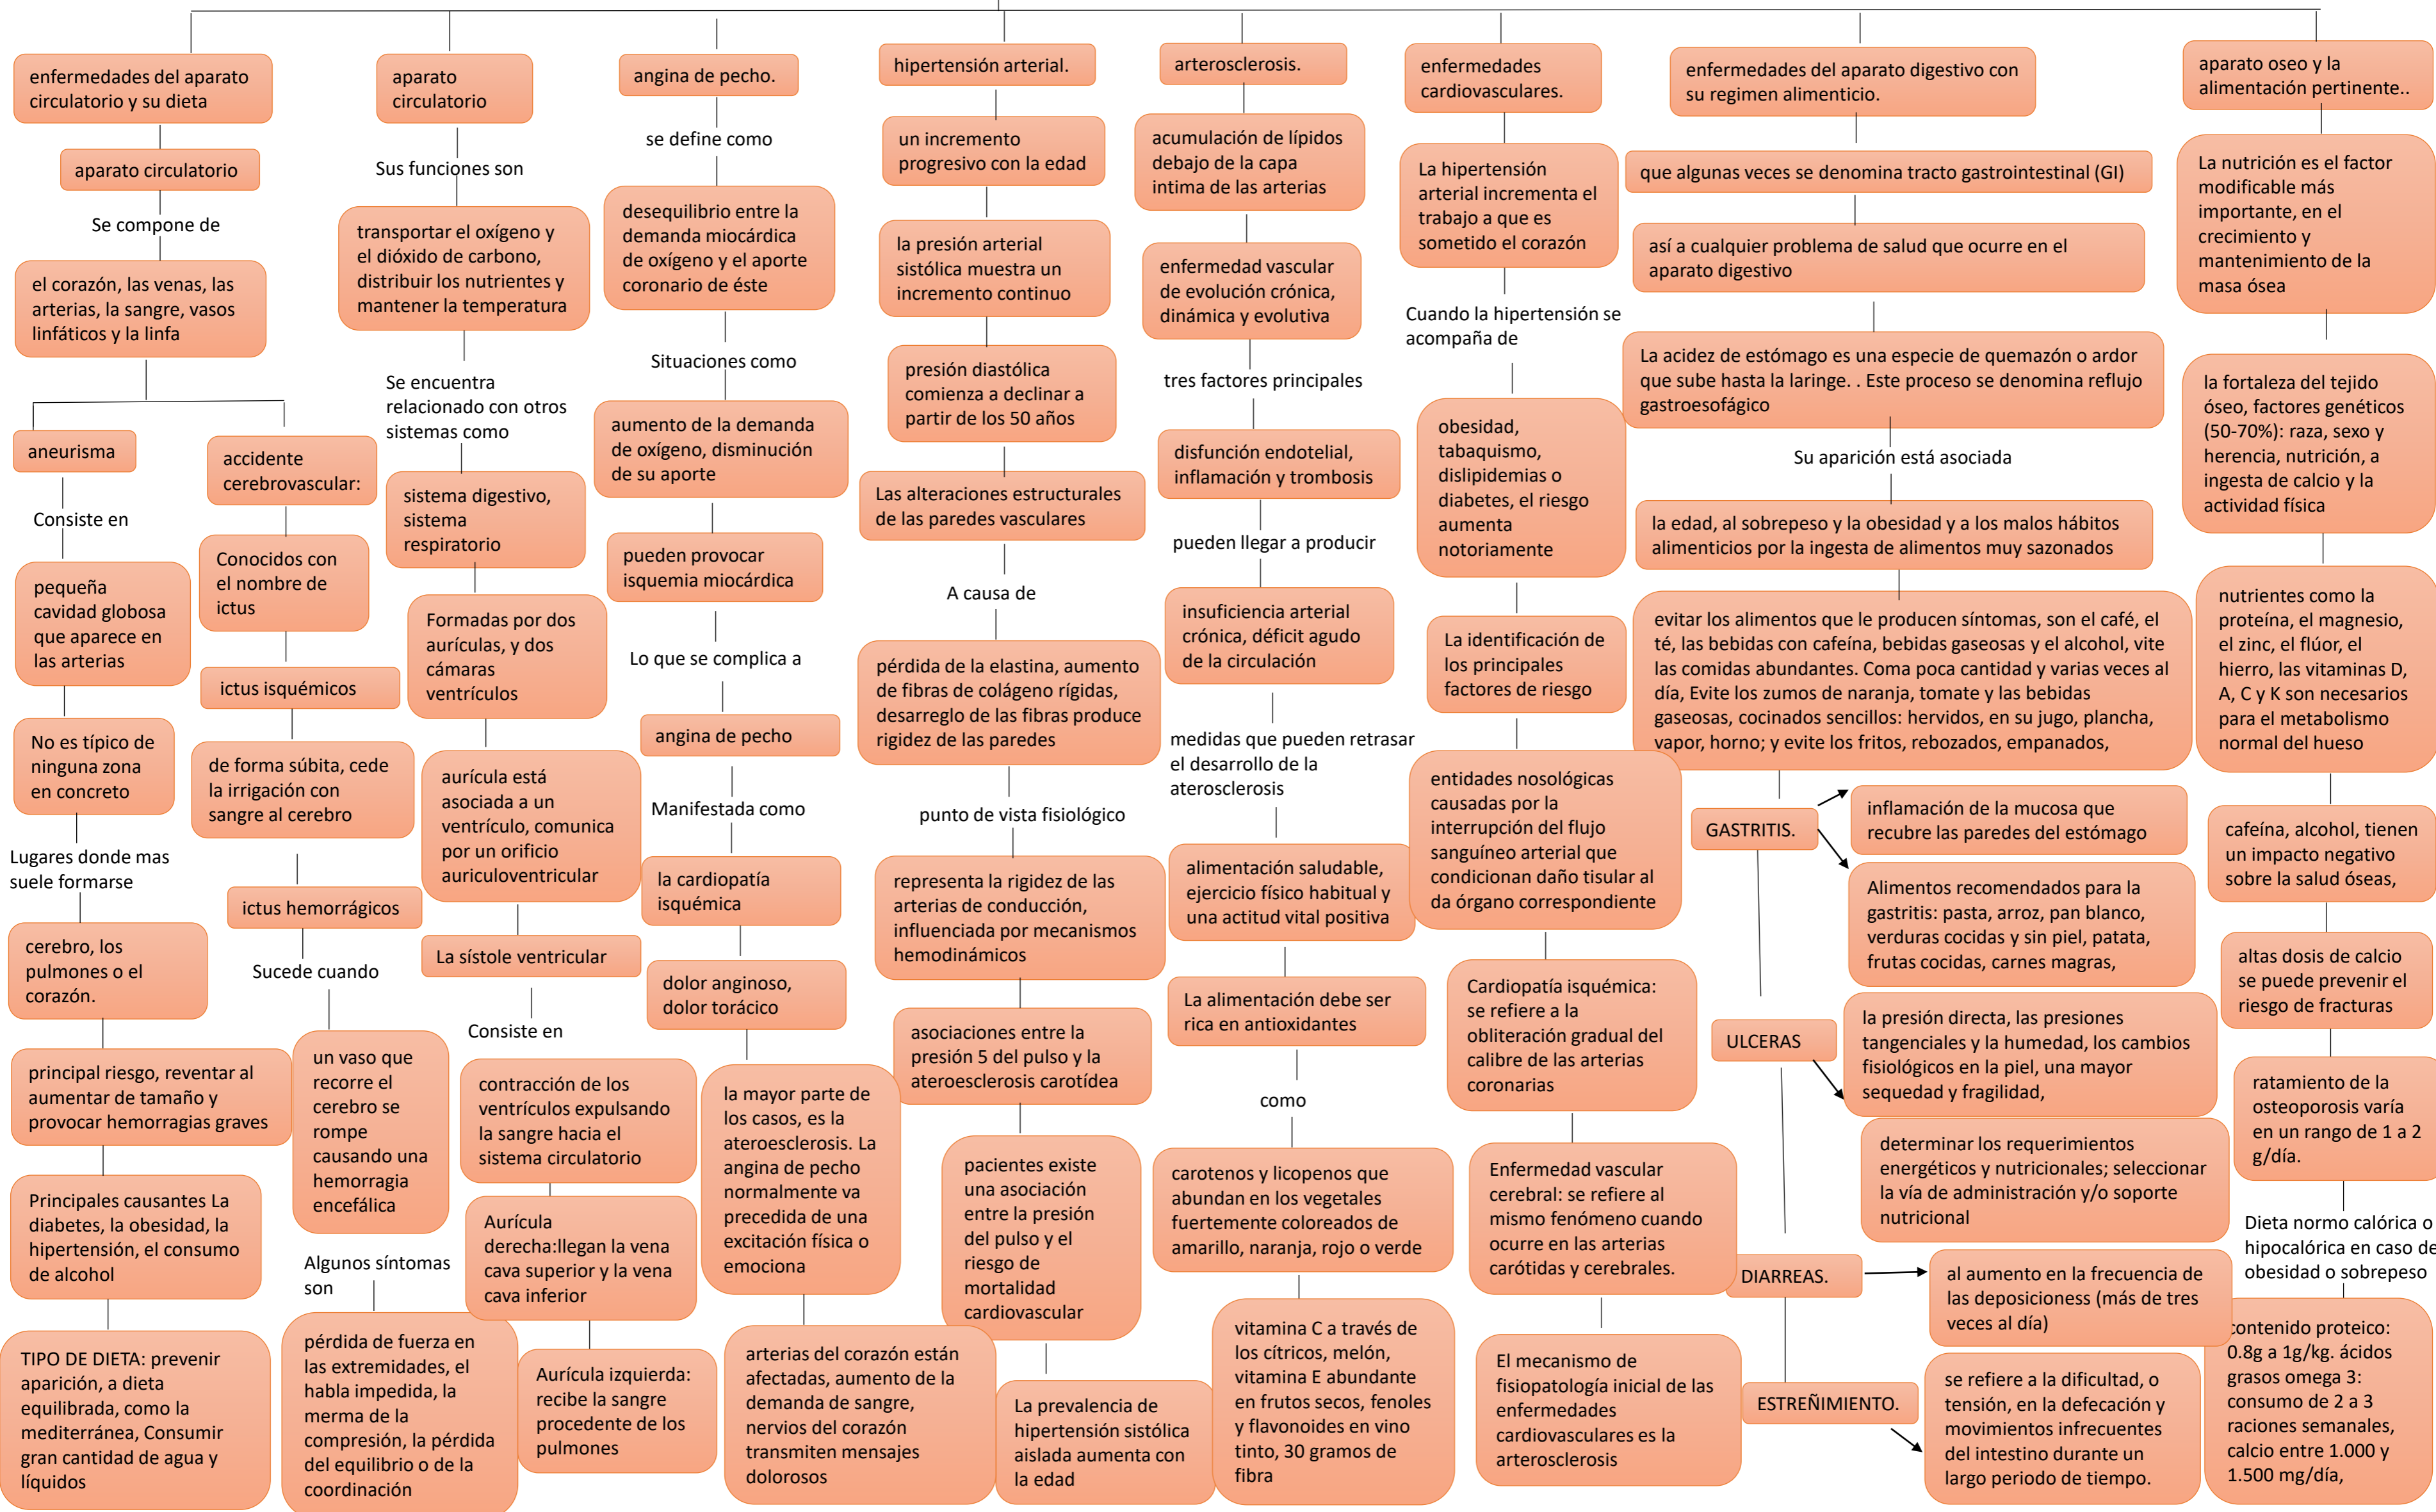 enfermedades del aparato
circulatorio y su dieta
aparato circulatorio
Se compone de
el corazón, las venas, las
arterias, la sangre, vasos
linfáticos y la linfa
aneurisma
Consiste en
pequeña
cavidad globosa
que aparece en
las arterias
No es típico de
ninguna zona
en concreto
Lugares donde mas
suele formarse
cerebro, los
pulmones o el
corazón.
principal riesgo, reventar al
aumentar de tamaño y
provocar hemorragias graves
Principales causantes La
diabetes, la obesidad, la
hipertensión, el consumo
de alcohol
TIPO DE DIETA: prevenir
aparición, a dieta
equilibrada, como la
mediterránea, Consumir
gran cantidad de agua y
líquidos
accidente
cerebrovascular:
Conocidos con
el nombre de
ictus
ictus isquémicos
de forma súbita, cede
la irrigación con
sangre al cerebro
ictus hemorrágicos
Sucede cuando
un vaso que
recorre el
cerebro se
rompe
causando una
hemorragia
encefálica
Algunos síntomas
son
pérdida de fuerza en
las extremidades, el
habla impedida, la
merma de la
compresión, la pérdida
del equilibrio o de la
coordinación
aparato
circulatorio
Sus funciones son
transportar el oxígeno y
el dióxido de carbono,
distribuir los nutrientes y
mantener la temperatura
Se encuentra
relacionado con otros
sistemas como
sistema digestivo,
sistema
respiratorio
Formadas por dos
aurículas, y dos
cámaras
ventrículos
aurícula está
asociada a un
ventrículo, comunica
por un orificio
auriculoventricular
La sístole ventricular
Consiste en
contracción de los
ventrículos expulsando
la sangre hacia el
sistema circulatorio
Aurícula
derecha:llegan la vena
cava superior y la vena
cava inferior
Aurícula izquierda:
recibe la sangre
procedente de los
pulmones
angina de pecho.
se define como
desequilibrio entre la
demanda miocárdica
de oxígeno y el aporte
coronario de éste
Situaciones como
aumento de la demanda
de oxígeno, disminución
de su aporte
pueden provocar
isquemia miocárdica
Lo que se complica a
angina de pecho
Manifestada como
la cardiopatía
isquémica
dolor anginoso,
dolor torácico
la mayor parte de
los casos, es la
ateroesclerosis. La
angina de pecho
normalmente va
precedida de una
excitación física o
emociona
arterias del corazón están
afectadas, aumento de la
demanda de sangre,
nervios del corazón
transmiten mensajes
dolorosos
hipertensión arterial.
un incremento
progresivo con la edad
la presión arterial
sistólica muestra un
incremento continuo
presión diastólica
comienza a declinar a
partir de los 50 años
Las alteraciones estructurales
de las paredes vasculares
A causa de
pérdida de la elastina, aumento
de fibras de colágeno rígidas,
desarreglo de las fibras produce
rigidez de las paredes
punto de vista fisiológico
representa la rigidez de las
arterias de conducción,
influenciada por mecanismos
hemodinámicos
asociaciones entre la
presión 5 del pulso y la
ateroesclerosis carotídea
pacientes existe
una asociación
entre la presión
del pulso y el
riesgo de
mortalidad
cardiovascular
La prevalencia de
hipertensión sistólica
aislada aumenta con
la edad
arterosclerosis.
acumulación de lípidos
debajo de la capa
intima de las arterias
enfermedad vascular
de evolución crónica,
dinámica y evolutiva
tres factores principales
disfunción endotelial,
inflamación y trombosis
pueden llegar a producir
insuficiencia arterial
crónica, déficit agudo
de la circulación
medidas que pueden retrasar
el desarrollo de la
aterosclerosis
alimentación saludable,
ejercicio físico habitual y
una actitud vital positiva
La alimentación debe ser
rica en antioxidantes
como
carotenos y licopenos que
abundan en los vegetales
fuertemente coloreados de
amarillo, naranja, rojo o verde
vitamina C a través de
los cítricos, melón,
vitamina E abundante
en frutos secos, fenoles
y flavonoides en vino
tinto, 30 gramos de
fibra
enfermedades
cardiovasculares.
La hipertensión
arterial incrementa el
trabajo a que es
sometido el corazón
Cuando la hipertensión se
acompaña de
obesidad,
tabaquismo,
dislipidemias o
diabetes, el riesgo
aumenta
notoriamente
La identificación de
los principales
factores de riesgo
entidades nosológicas
causadas por la
interrupción del flujo
sanguíneo arterial que
condicionan daño tisular al
da órgano correspondiente
Cardiopatía isquémica:
se refiere a la
obliteración gradual del
calibre de las arterias
coronarias
Enfermedad vascular
cerebral: se refiere al
mismo fenómeno cuando
ocurre en las arterias
carótidas y cerebrales.
El mecanismo de
fisiopatología inicial de las
enfermedades
cardiovasculares es la
arterosclerosis
enfermedades del aparato digestivo con
su regimen alimenticio.
que algunas veces se denomina tracto gastrointestinal (GI)
así a cualquier problema de salud que ocurre en el
aparato digestivo
La acidez de estómago es una especie de quemazón o ardor
que sube hasta la laringe. . Este proceso se denomina reflujo
gastroesofágico
Su aparición está asociada
la edad, al sobrepeso y la obesidad y a los malos hábitos
alimenticios por la ingesta de alimentos muy sazonados
evitar los alimentos que le producen síntomas, son el café, el
té, las bebidas con cafeína, bebidas gaseosas y el alcohol, vite
las comidas abundantes. Coma poca cantidad y varias veces al
día, Evite los zumos de naranja, tomate y las bebidas
gaseosas, cocinados sencillos: hervidos, en su jugo, plancha,
vapor, horno; y evite los fritos, rebozados, empanados,
GASTRITIS.
inflamación de la mucosa que
recubre las paredes del estómago
Alimentos recomendados para la
gastritis: pasta, arroz, pan blanco,
verduras cocidas y sin piel, patata,
frutas cocidas, carnes magras,
ULCERAS
la presión directa, las presiones
tangenciales y la humedad, los cambios
fisiológicos en la piel, una mayor
sequedad y fragilidad,
determinar los requerimientos
energéticos y nutricionales; seleccionar
la vía de administración y/o soporte
nutricional
DIARREAS.
al aumento en la frecuencia de
las deposicioness (más de tres
veces al día)
ESTREÑIMIENTO.
se refiere a la dificultad, o
tensión, en la defecación y
movimientos infrecuentes
del intestino durante un
largo periodo de tiempo.
aparato oseo y la
alimentación pertinente..
La nutrición es el factor
modificable más
importante, en el
crecimiento y
mantenimiento de la
masa ósea
la fortaleza del tejido
óseo, factores genéticos
(50-70%): raza, sexo y
herencia, nutrición, a
ingesta de calcio y la
actividad física
nutrientes como la
proteína, el magnesio,
el zinc, el flúor, el
hierro, las vitaminas D,
A, C y K son necesarios
para el metabolismo
normal del hueso
cafeína, alcohol, tienen
un impacto negativo
sobre la salud óseas,
altas dosis de calcio
se puede prevenir el
riesgo de fracturas
ratamiento de la
osteoporosis varía
en un rango de 1 a 2
g/día.
Dieta normo calórica o
hipocalórica en caso de
obesidad o sobrepeso
contenido proteico:
0.8g a 1g/kg. ácidos
grasos omega 3:
consumo de 2 a 3
raciones semanales,
calcio entre 1.000 y
1.500 mg/día,